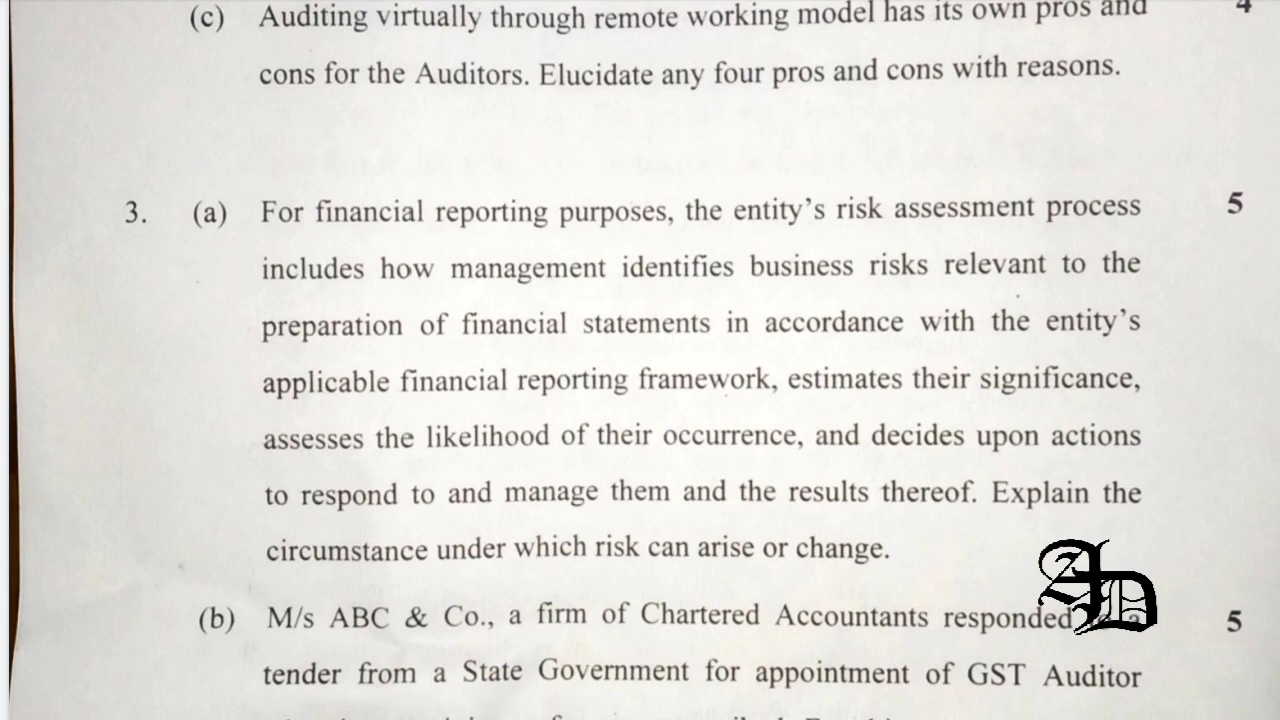 (c) Auditing virtually through remote working model has its own pros and 4
cons for the Auditors. Elucidate any four pros and cons with reasons.
3. (a) For financial reporting purposes, the entity’s risk assessment process 5
includes how management identifies business risks relevant to the
preparation of financial statements in accordance with the entity’s
applicable financial reporting framework, estimates their significance,
assesses the likelihood of their occurrence, and decides upon actions
to respond to and manage them and the results thereof. Explain the
circumstance under which risk can arise or change.
AD
(b) M/s ABC & Co., a firm of Chartered Accountants responded 5
tender from a State Government for appointment of GST Auditor